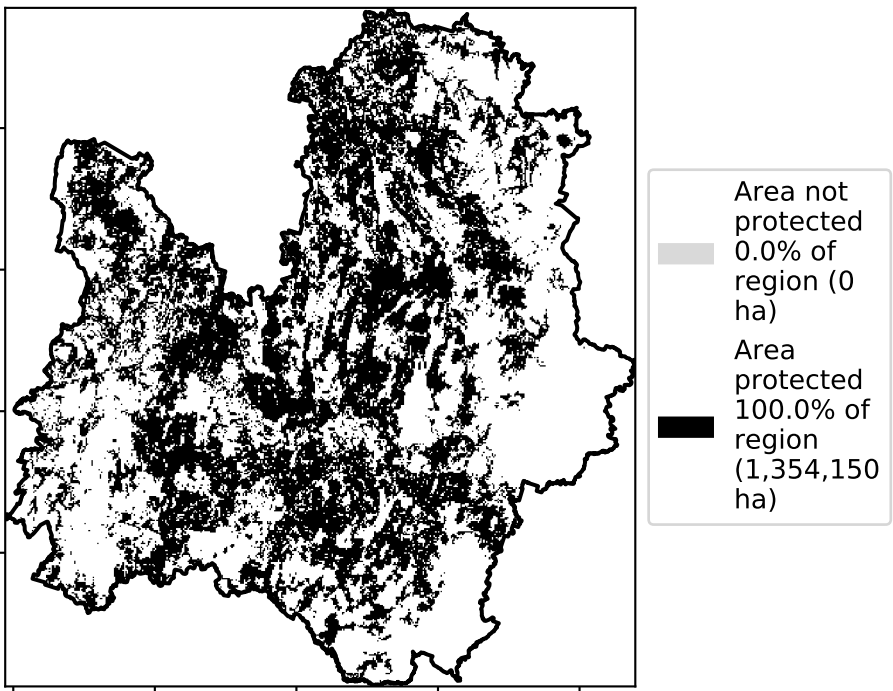 Area not
protected
0.0% of
region (0
ha)
Area
protected
100.0% of
region
(1,354,150
ha)